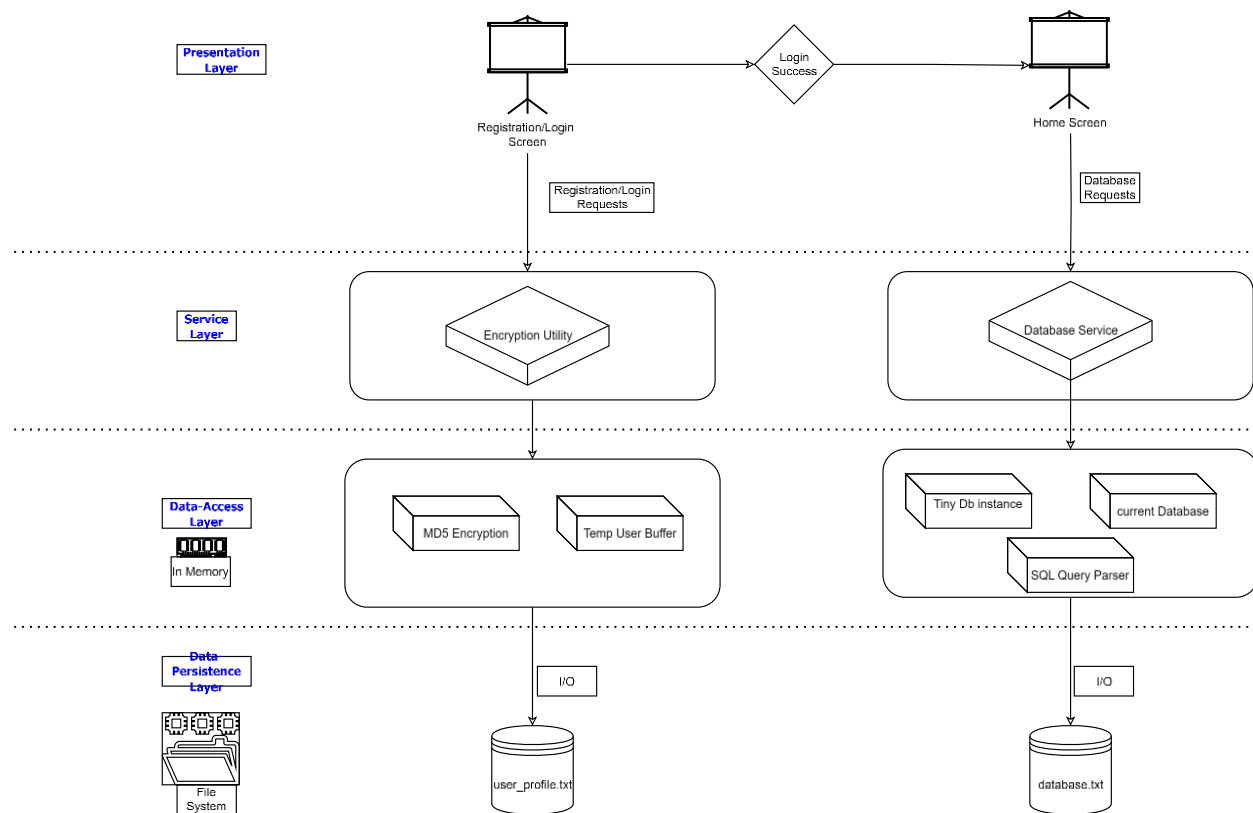 Presentation
Layer
Login
Success
Registration/Login
Screen
Home Screen
Registration/Login
Requests
Database
Requests
Service
Layer
Encryption Utility
Database Service
Data-Access
Layer
In Memory
MD5 Encryption
Temp User Buffer
Tiny Db instance
current Database
SQL Query Parser
Data
Persistence
Layer
I/O
I/O
File
System
user_profile.txt
database.txt